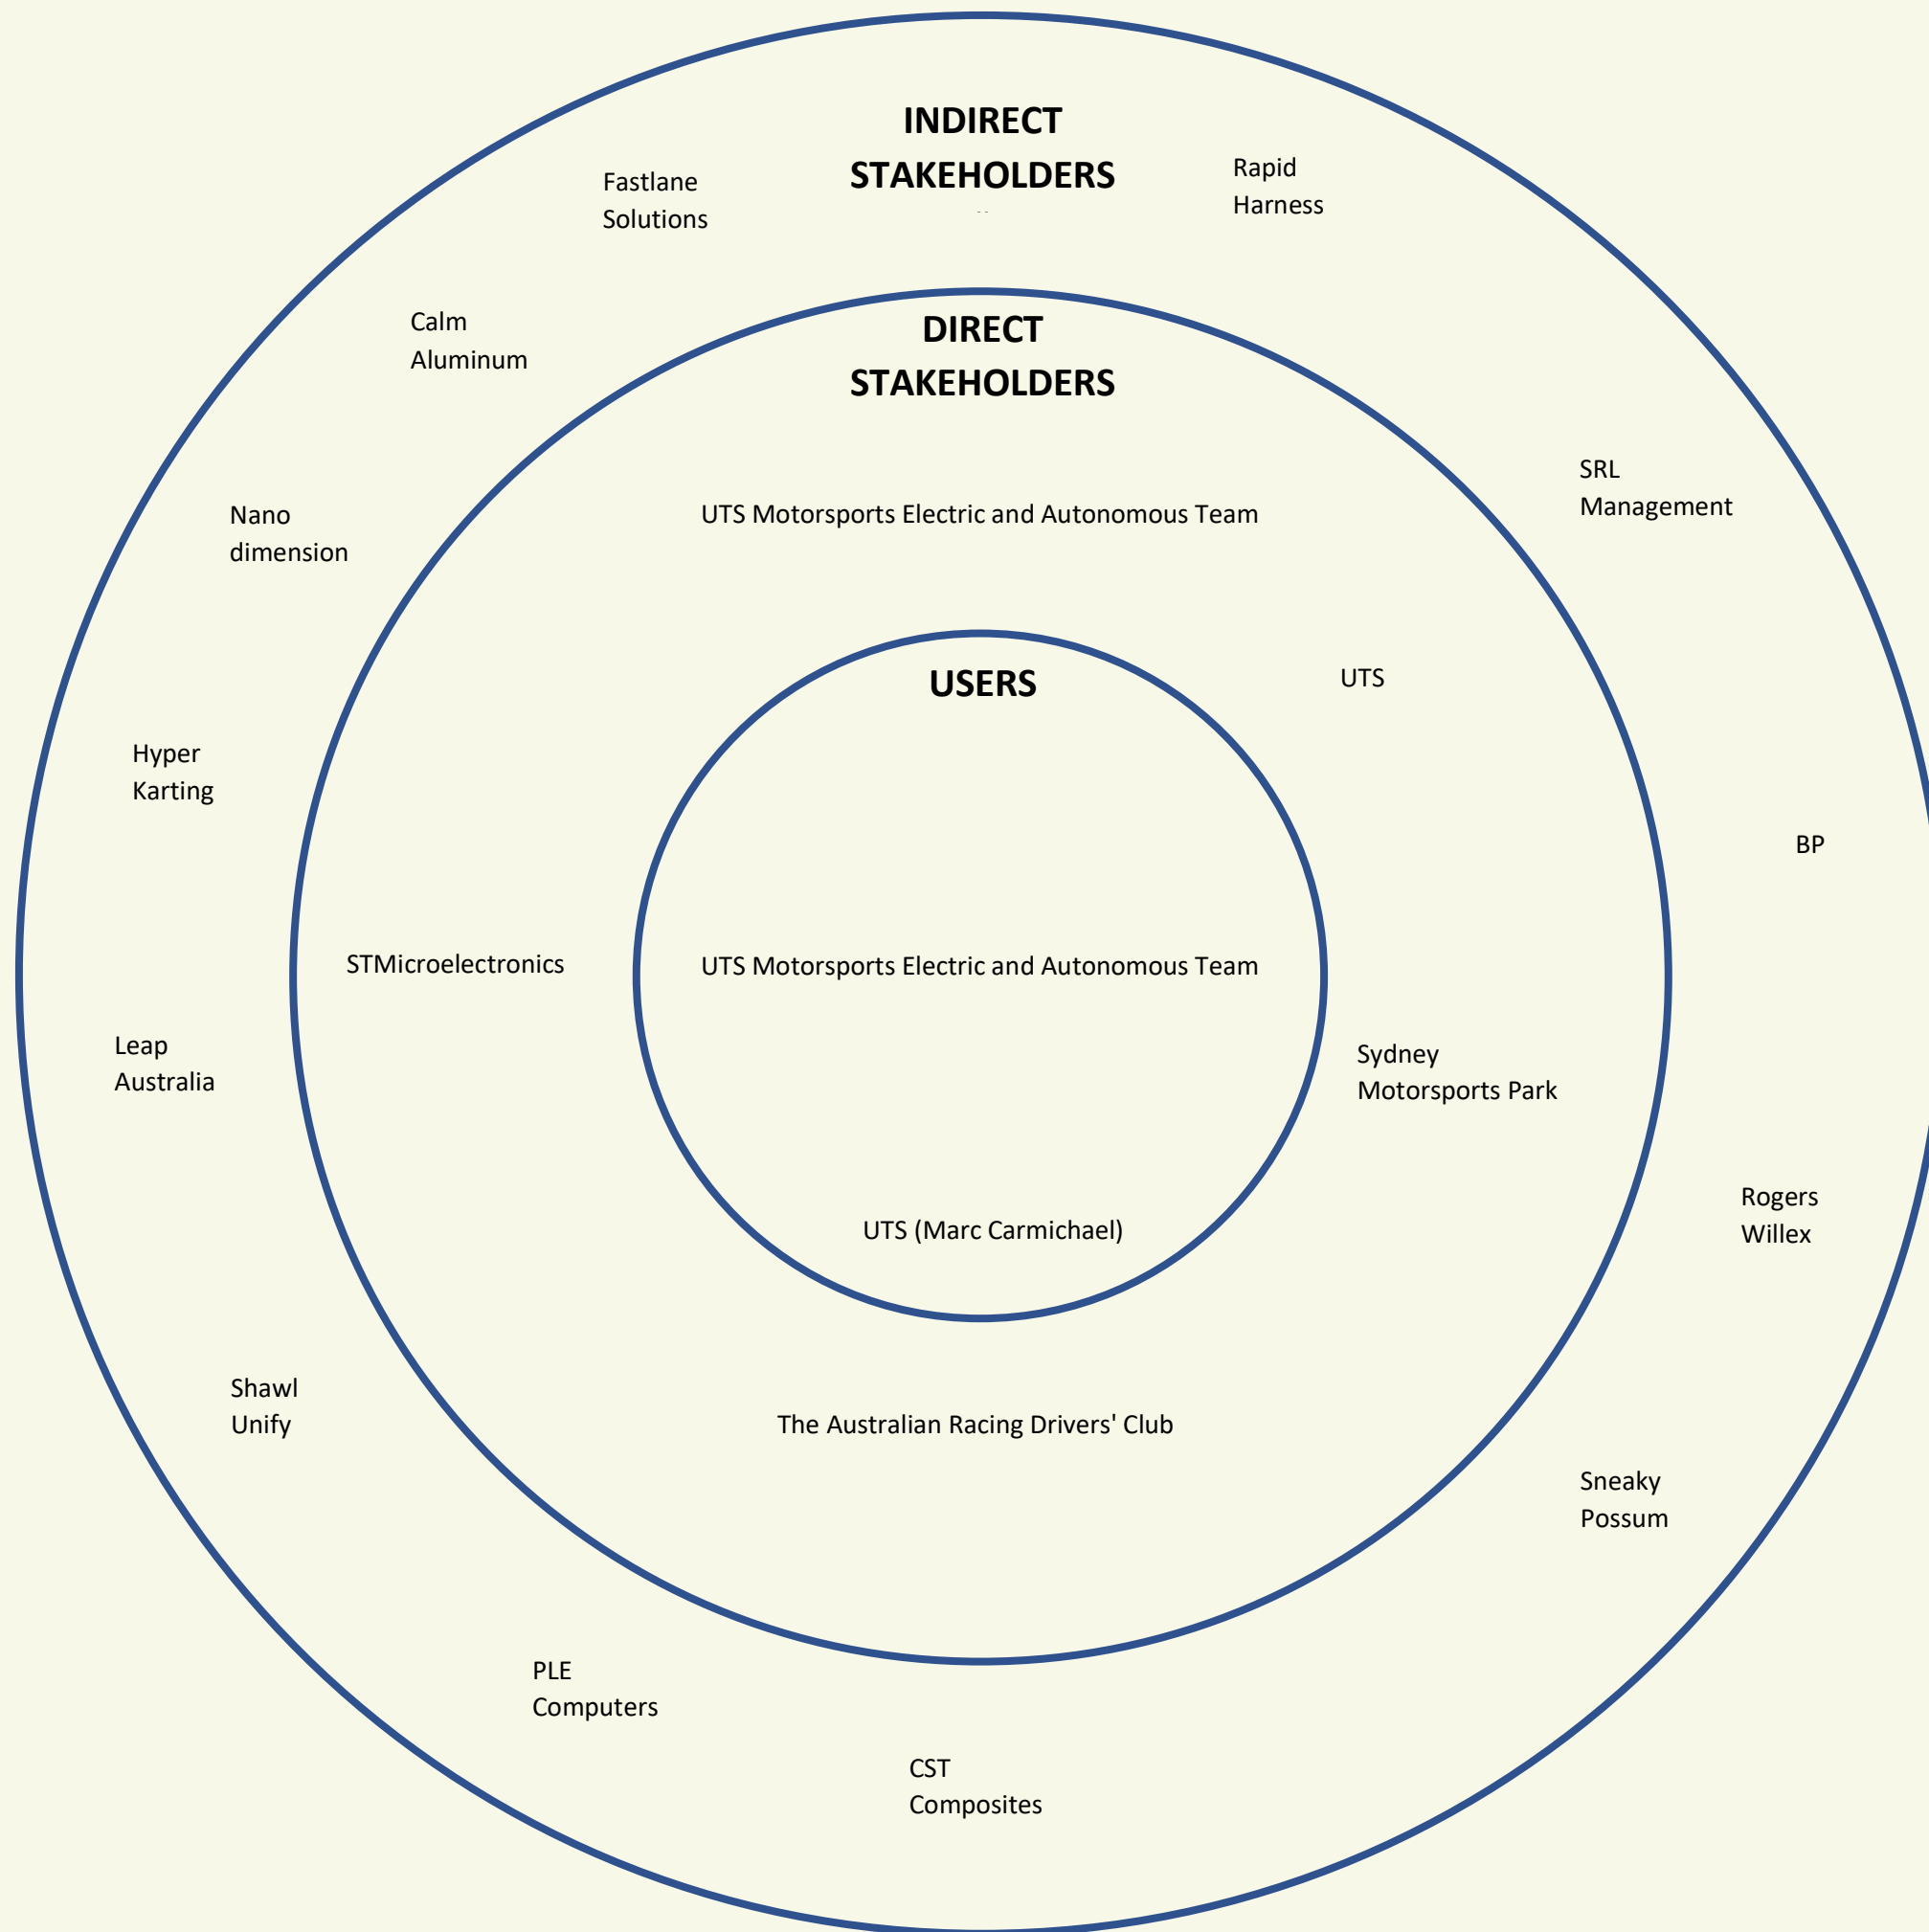 INDIRECT
STAKEHOLDERS
Fastlane
Solutions
Rapid
Harness
Calm
Aluminum
SRL
Management
Nano
dimension
Hyper
Karting
BP
Leap
Australia
Rogers
Willex
Shawl
Unify
Sneaky
Possum
PLE
Computers
CST
Composites
DIRECT
STAKEHOLDERS
UTS Motorsports Electric and Autonomous Team
UTS
STMicroelectronics
Sydney
Motorsports Park
The Australian Racing Drivers' Club
USERS
UTS Motorsports Electric and Autonomous Team
UTS (Marc Carmichael)